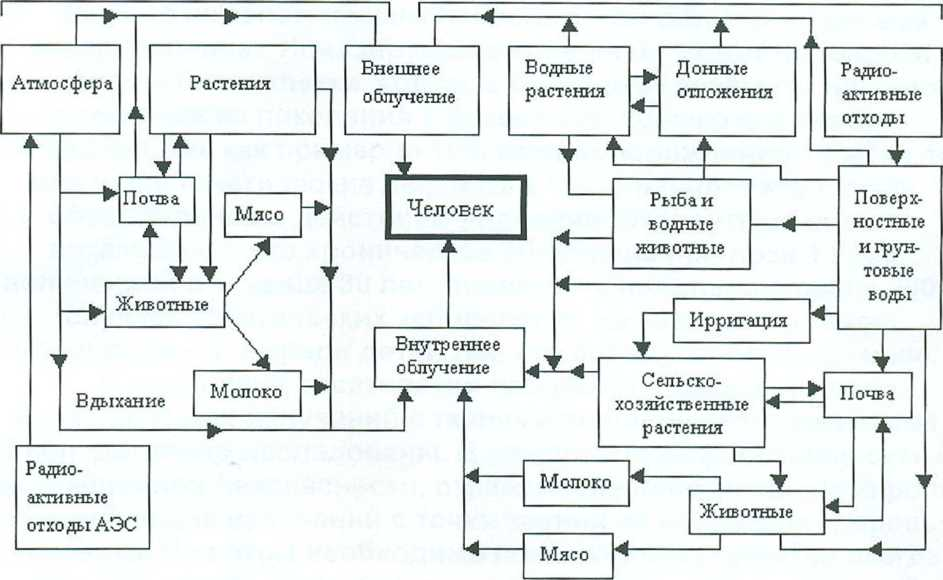 Атмосфера
Растения
Внешнее
облучение
Водные
растения
Донные
отложения
Радио-
активные
отходы
Почва
Мясо
Человек
Рыба и
водные
животные
Поверх-
ностные
и грун-
товые
воды
Животные
Ирригация
Внутреннее
облучение
Молоко
Вдыхание
Сельско-
хозяйственные
растения
Почва
Радио-
активные
отходы АЭС
Молоко
Животные
Мясо